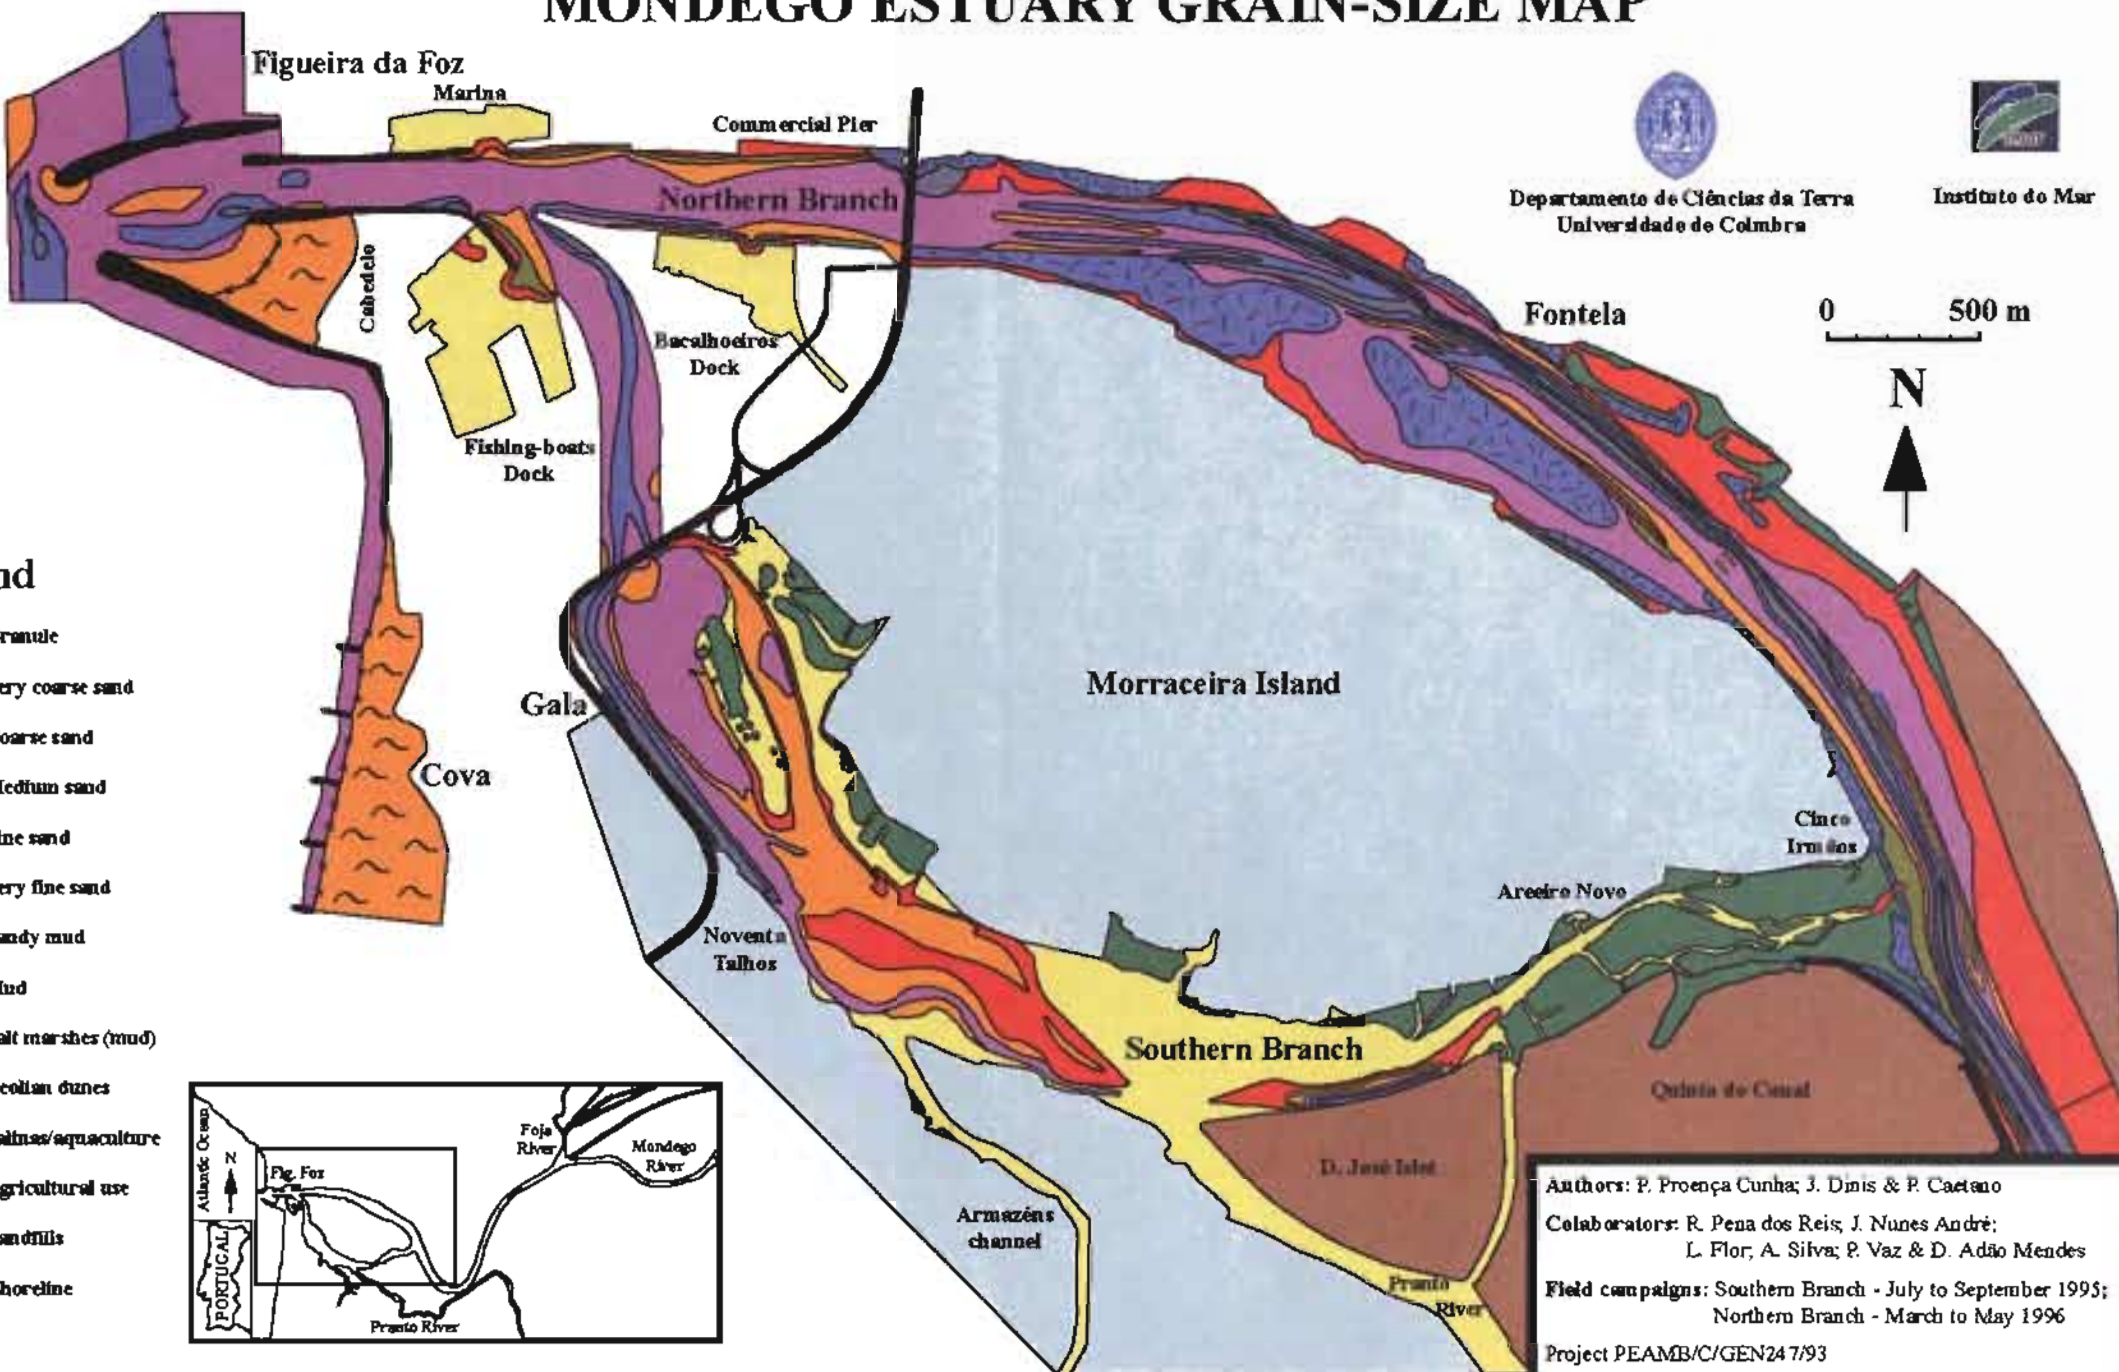 MONDEGO ESTUARY GRAIN-SIZE MAP
Figueira da Foz
Marina
Commercial Pier
Departamento de Ciências da Terra
Universidade de Coimbra
Instituto do Mar
Northern Branch
Cabedelo
Fontela
0 500 m
N
Bacalhoeiros
Dock
Fishing-boats
Dock
nd
ranule
ery coarse sand
oarse sand
ledium sand
ine sand
ery fine sand
andy mud
lud
alt marshes (mud)
eolian dunes
alinas/aquaculture
gricultural use
andfills
horeline
Gala
Cova
Morraceira Island
Cinco
Irmãos
Areeiro Novo
Noventa
Talhos
Southern Branch
Quinta do Canal
D. José Islet
Armazéns
channel
Pranto
River
Atlantic Ocean
N
Fig. Foz
Foja
River
Mondego
River
PORTUGAL
Pranto River
Authors: P. Proença Cunha; J. Dinis & P. Caetano
Colaborators: R. Pena dos Reis; J. Nunes André;
L. Flor; A. Silva; P. Vaz & D. Adão Mendes
Field campaigns: Southern Branch - July to September 1995;
Northern Branch - March to May 1996
Project PEAMB/C/GEN247/93